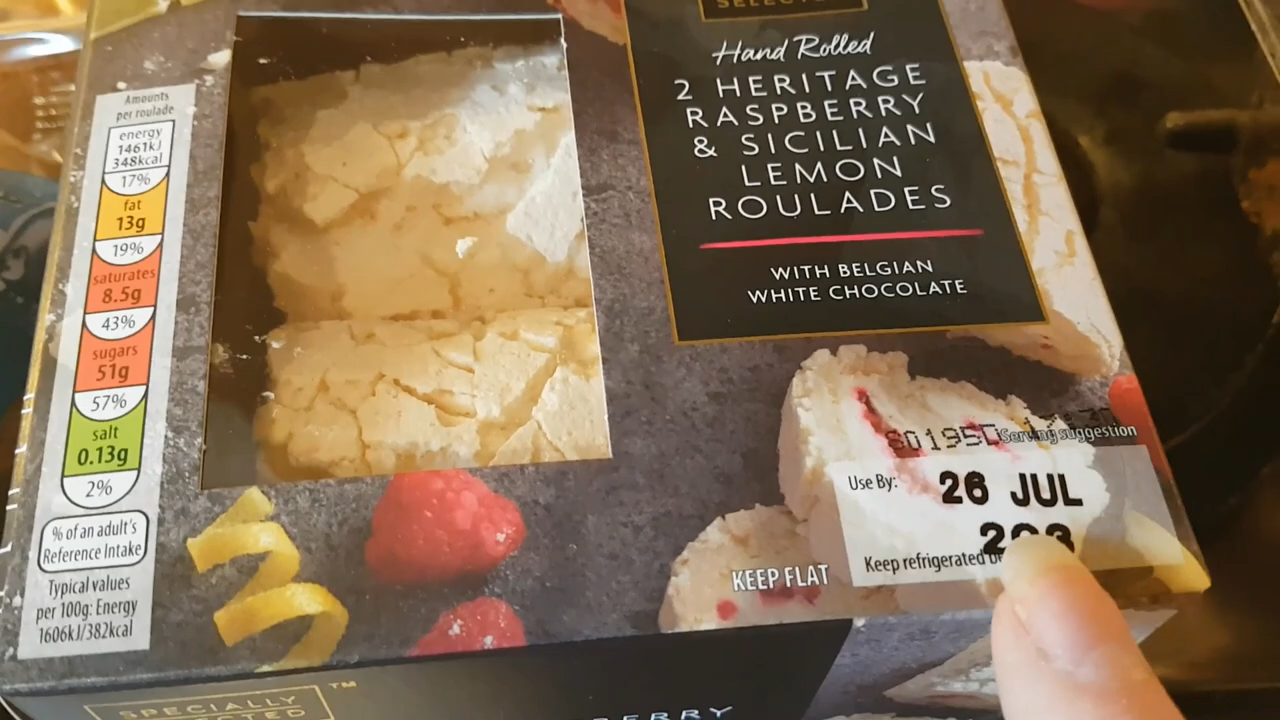 SELECTED
Hand Rolled
2 HERITAGE
RASPBERRY
& SICILIAN
LEMON
ROULADES
WITH BELGIAN
WHITE CHOCOLATE
Amounts
per roulade
energy
1461kJ
348kcal
17%
fat
13g
19%
saturates
8.5g
43%
sugars
51g
57%
salt
0.13g
2%
% of an adult's
Reference Intake
Typical values
per 100g: Energy
1606kJ/382kcal
Serving suggestion
Use By:
26 JUL
203
Keep refrigerated
KEEP FLAT
SPECIALLY TM
SELECTED